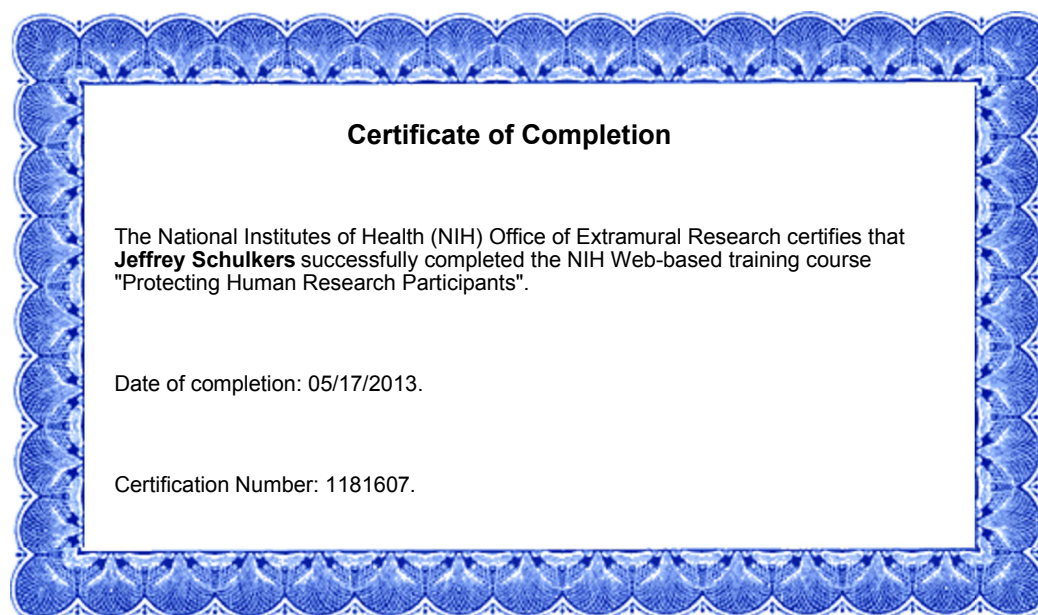 Certificate of Completion
The National Institutes of Health (NIH) Office of Extramural Research certifies that
Jeffrey Schulkers successfully completed the NIH Web-based training course
"Protecting Human Research Participants".
Date of completion: 05/17/2013.
Certification Number: 1181607.